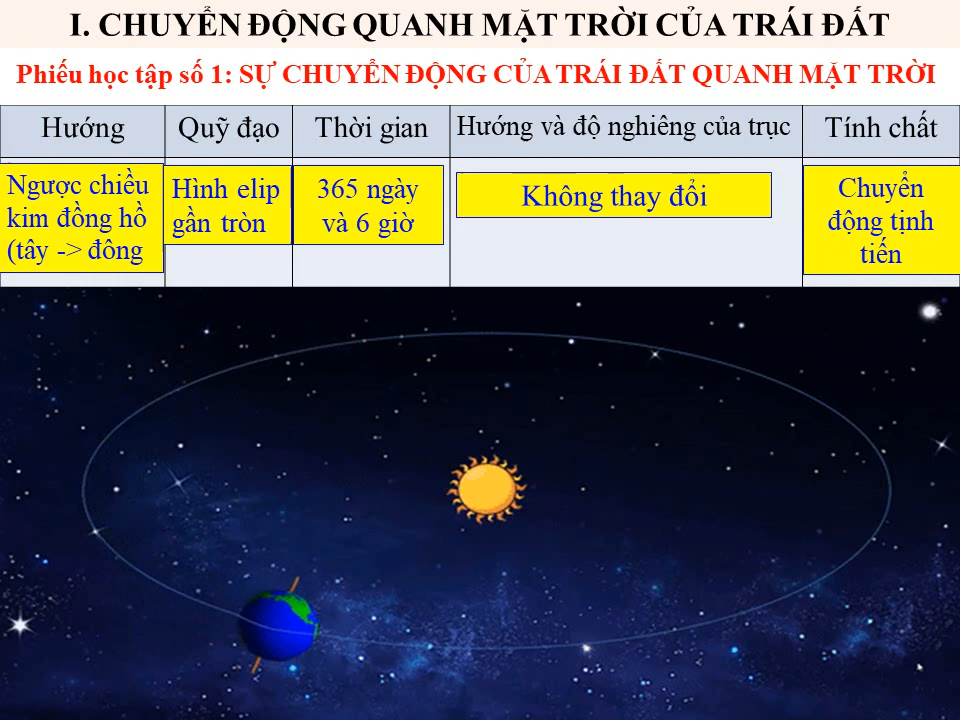 I. CHUYỂN ĐỘNG QUANH MẶT TRỜI CỦA TRÁI ĐẤT
Phiếu học tập số 1: SỰ CHUYỂN ĐỘNG CỦA TRÁI ĐẤT QUANH MẶT TRỜI
Hướng
Quỹ đạo
Thời gian
Hướng và độ nghiêng của trục
Tính chất
Ngược chiều
kim đồng hồ
(tây -> đông
Hình elip
gần tròn
365 ngày
và 6 giờ
Không thay đổi
Chuyển
động tịnh
tiến